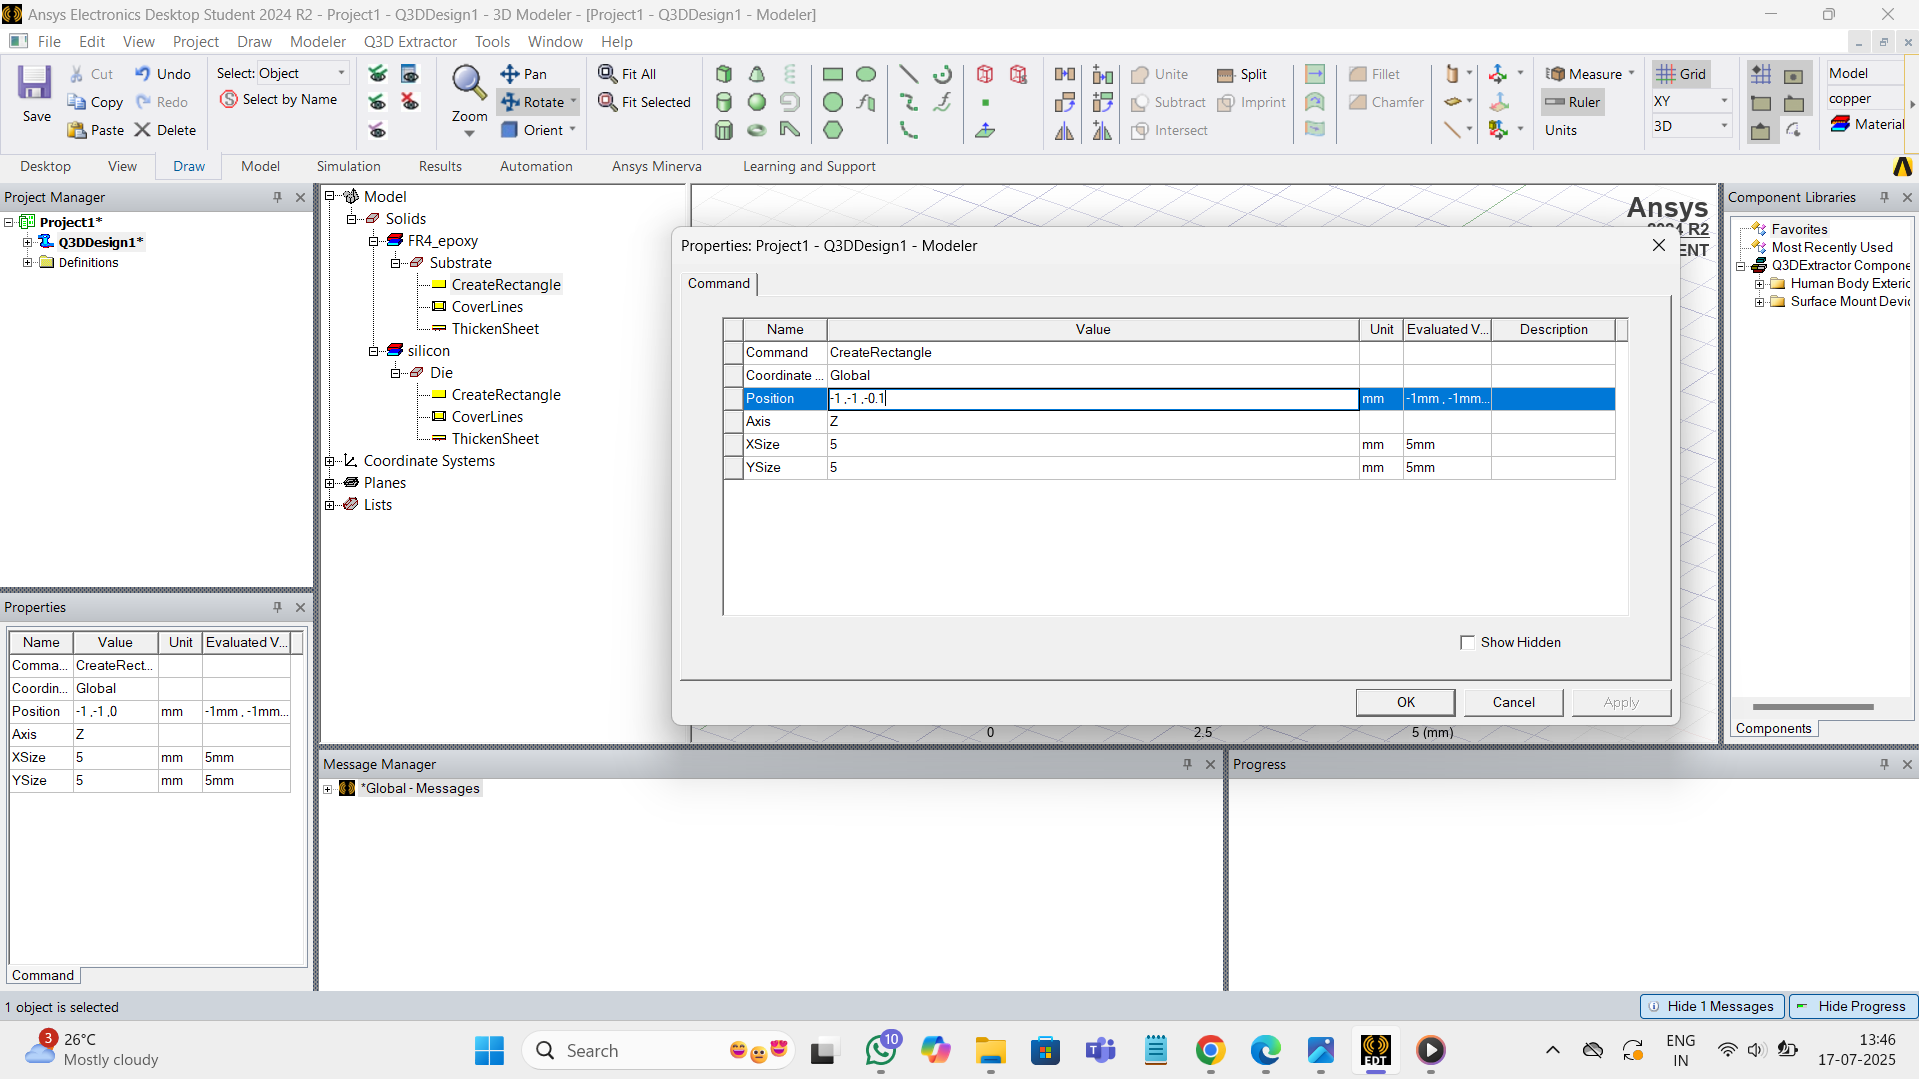 Ansys Electronics Desktop Student 2024 R2 - Project1 - Q3DDesign1 - 3D Modeler - [Project1 - Q3DDesign1 - Modeler]
File Edit View Project Draw Modeler Q3D Extractor Tools Window Help
Save
Cut
Copy
Paste
Undo
Redo
Delete
Select: Object
Select by Name
Zoom
Pan
Rotate
Orient
Fit All
Fit Selected
Unite
Subtract
Intersect
Split
Imprint
Fillet
Chamfer
Measure
Ruler
Units
Grid
XY
3D
Model
copper
Material
Desktop View Draw Model Simulation Results Automation Ansys Minerva Learning and Support
Project Manager
Project1*
Q3DDesign1*
Definitions
Model
Solids
FR4_epoxy
Substrate
CreateRectangle
CoverLines
ThickenSheet
silicon
Die
CreateRectangle
CoverLines
ThickenSheet
Coordinate Systems
Planes
Lists
Ansys
2024 R2
ENT
Properties: Project1 - Q3DDesign1 - Modeler
Command
Name Value Unit Evaluated V... Description
Command CreateRectangle
Coordinate ... Global
Position -1 ,-1 ,-0.1 mm -1mm , -1mm...
Axis Z
XSize 5 mm 5mm
YSize 5 mm 5mm
Show Hidden
OK Cancel Apply
0 2.5 5 (mm)
Component Libraries
Favorites
Most Recently Used
Q3DExtractor Compone
Human Body Exteric
Surface Mount Devi
Components
Properties
Name Value Unit Evaluated V...
Comma... CreateRect...
Coordin... Global
Position -1 ,-1 ,0 mm -1mm , -1mm...
Axis Z
XSize 5 mm 5mm
YSize 5 mm 5mm
Command
Message Manager
*Global - Messages
Progress
1 object is selected
Hide 1 Messages Hide Progress
3
26°C
Mostly cloudy
Search
10
EDT
ENG
IN
13:46
17-07-2025